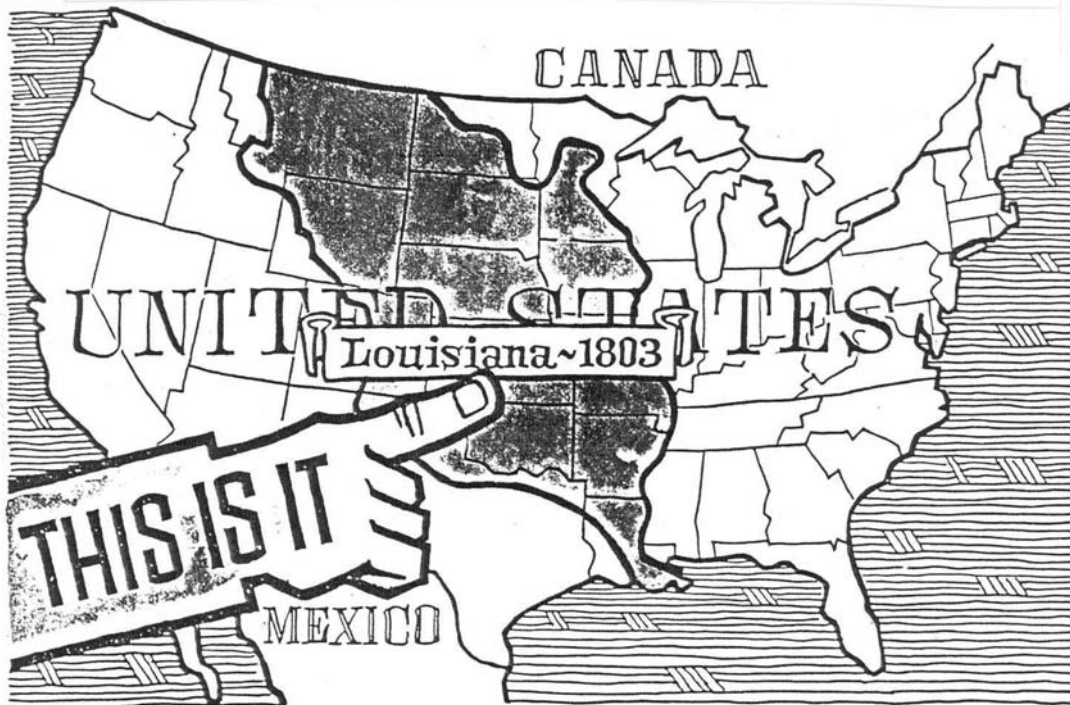 CANADA
UNITED STATES
Louisiana~1803
THIS IS IT
MEXICO